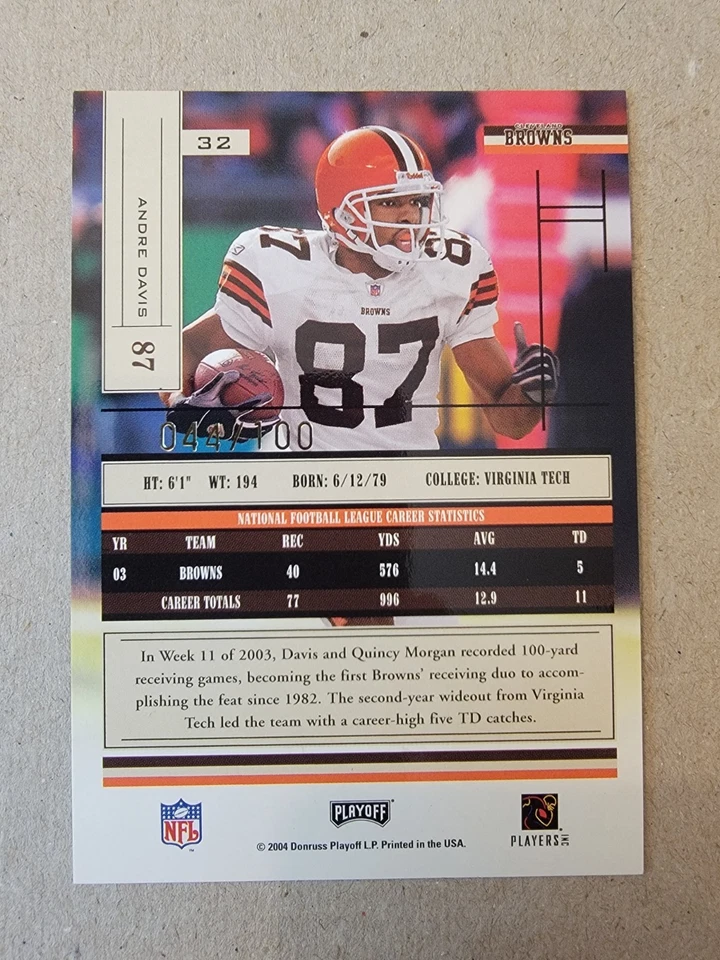 32
CLEVELAND
BROWNS
ANDRE DAVIS 87
Riddell
87
87
BROWNS
87
044/100
HT: 6'1" WT: 194 BORN: 6/12/79 COLLEGE: VIRGINIA TECH
NATIONAL FOOTBALL LEAGUE CAREER STATISTICS
YR TEAM REC YDS AVG TD
03 BROWNS 40 576 14.4 5
CAREER TOTALS 77 996 12.9 11
In Week 11 of 2003, Davis and Quincy Morgan recorded 100-yard
receiving games, becoming the first Browns' receiving duo to accom-
plishing the feat since 1982. The second-year wideout from Virginia
Tech led the team with a career-high five TD catches.
NFL
™
PLAYOFF®
PLAYERS INC
© 2004 Donruss Playoff L.P. Printed in the USA.